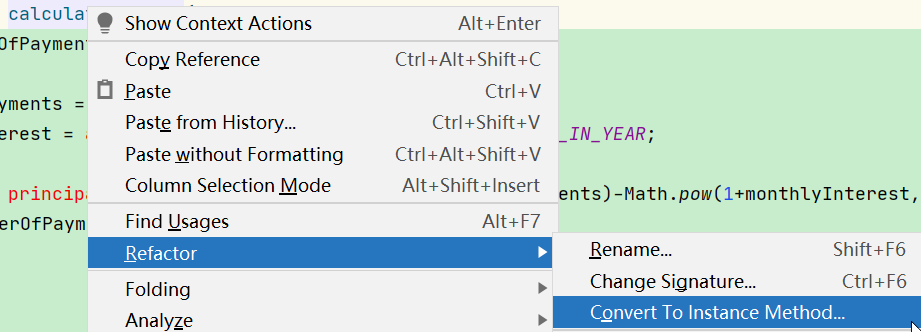 calcula
Show Context Actions Alt+Enter
OfPayment
Copy Reference Ctrl+Alt+Shift+C
yments =
Paste Ctrl+V
erest =
Paste from History... Ctrl+Shift+V
_IN_YEAR;
Paste without Formatting Ctrl+Alt+Shift+V
Column Selection Mode Alt+Shift+Insert
principa
ents)-Math.pow(1+monthlyInterest,
erOfPaym
Find Usages Alt+F7
Refactor
Rename... Shift+F6
Change Signature... Ctrl+F6
Folding
Convert To Instance Method...
Analyze